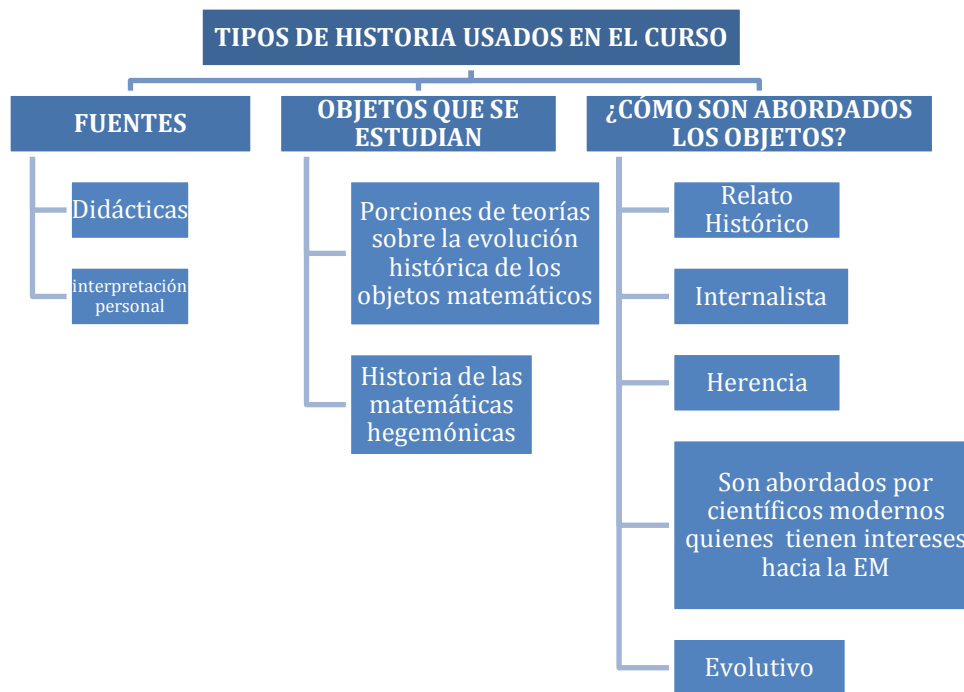 TIPOS DE HISTORIA USADOS EN EL CURSO
FUENTES
Didácticas
interpretación
personal
OBJETOS QUE SE
ESTUDIAN
Porciones de teorías
sobre la evolución
histórica de los
objetos matemáticos
Historia de las
matemáticas
hegemónicas
¿CÓMO SON ABORDADOS
LOS OBJETOS?
Relato
Histórico
Internalista
Herencia
Son abordados por
científicos modernos
quienes tienen intereses
hacia la EM
Evolutivo